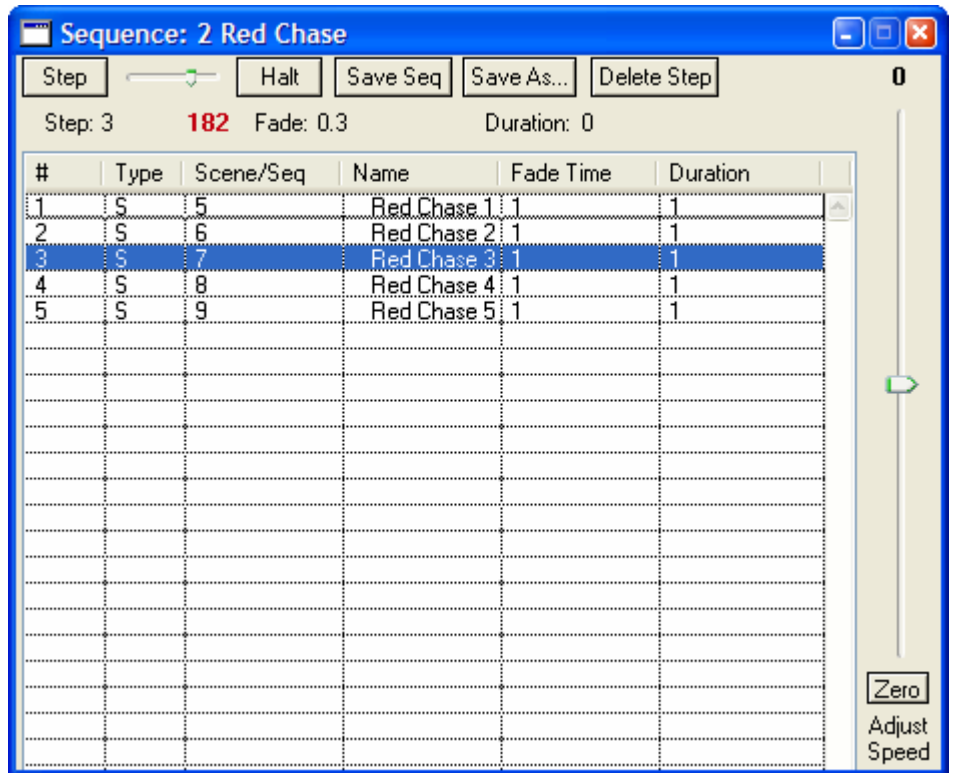 Sequence: 2 Red Chase
Step Halt Save Seq Save As... Delete Step 0
Step: 3 182 Fade: 0.3 Duration: 0
# Type Scene/Seq Name Fade Time Duration
1 S 5 Red Chase 1 1 1
2 S 6 Red Chase 2 1 1
3 S 7 Red Chase 3 1 1
4 S 8 Red Chase 4 1 1
5 S 9 Red Chase 5 1 1
Zero
Adjust
Speed